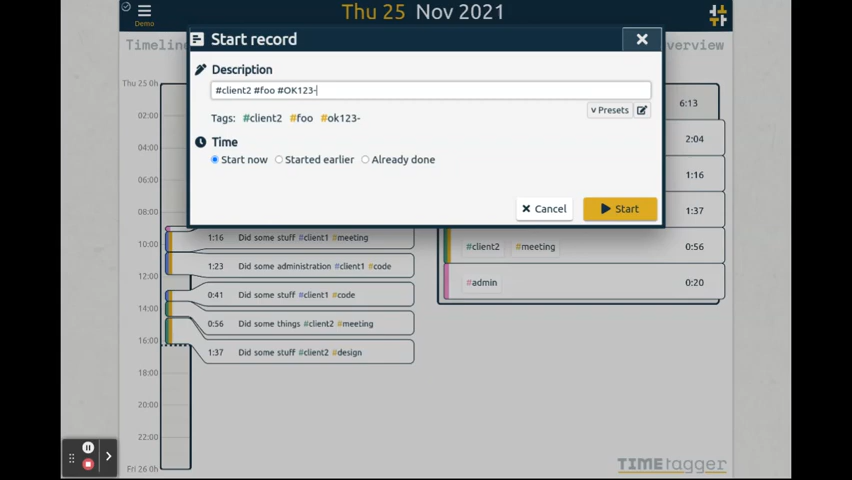 Thu 25 Nov 2021
Demo
Timeline
erview
Start record
Description
#client2 #foo #OK123-
Tags: #client2 #foo #ok123-
v Presets
Time
Start now Started earlier Already done
Cancel
Start
Thu 25 0h
02:00
04:00
06:00
08:00
10:00
12:00
14:00
16:00
18:00
20:00
22:00
Fri 26 0h
1:16 Did some stuff #client1 #meeting
1:23 Did some administration #client1 #code
0:41 Did some stuff #client1 #code
0:56 Did some things #client2 #meeting
1:37 Did some stuff #client2 #design
6:13
2:04
1:16
1:37
#client2 #meeting 0:56
#admin 0:20
TIMEtagger